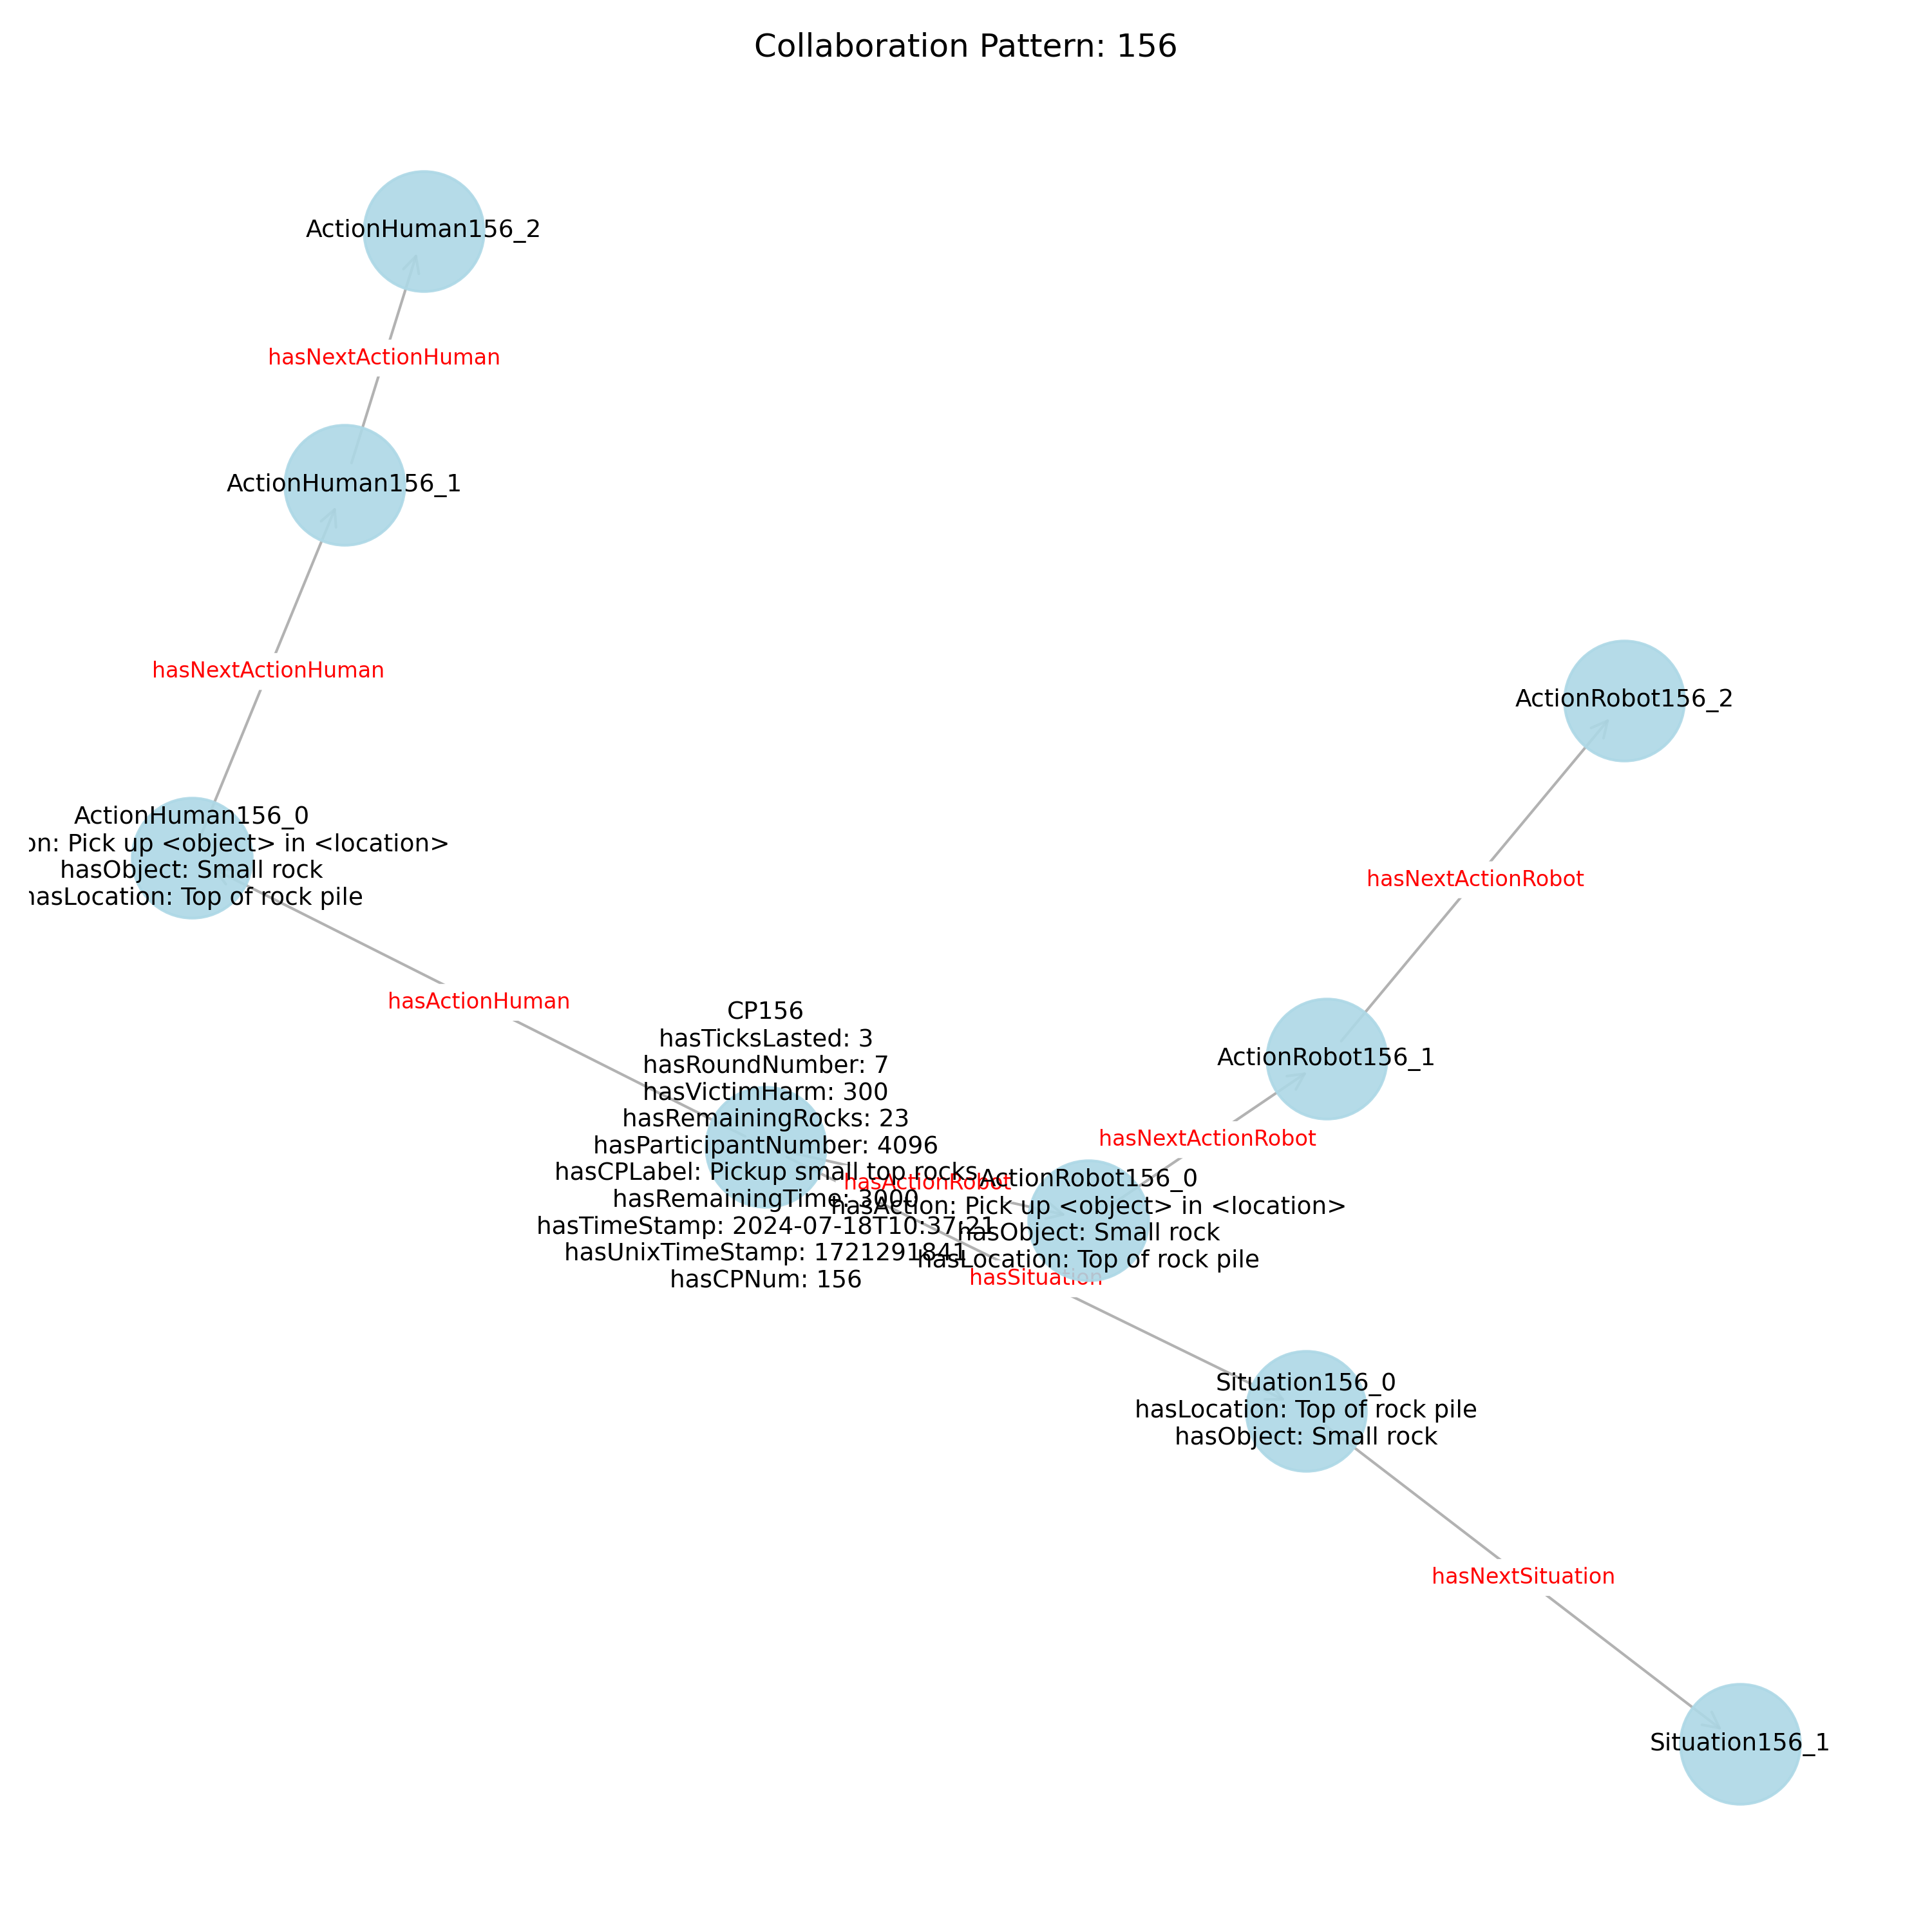 Collaboration Pattern: 156
ActionHuman156_2
hasNextActionHuman
ActionHuman156_1
hasNextActionHuman
ActionRobot156_2
ActionHuman156_0
on: Pick up <object> in <location>
hasObject: Small rock
hasLocation: Top of rock pile
hasNextActionRobot
hasActionHuman
CP156
hasTicksLasted: 3
hasRoundNumber: 7
hasVictimHarm: 300
hasRemainingRocks: 23
hasParticipantNumber: 4096
hasCPLabel: Pickup small top rocks
hasRemainingTime: 3000
hasTimeStamp: 2024-07-18T10:37:21
hasUnixTimeStamp: 1721291841
hasCPNum: 156
ActionRobot156_1
hasNextActionRobot
hasActionRobot
ActionRobot156_0
hasAction: Pick up <object> in <location>
hasObject: Small rock
hasLocation: Top of rock pile
hasSituation
Situation156_0
hasLocation: Top of rock pile
hasObject: Small rock
hasNextSituation
Situation156_1